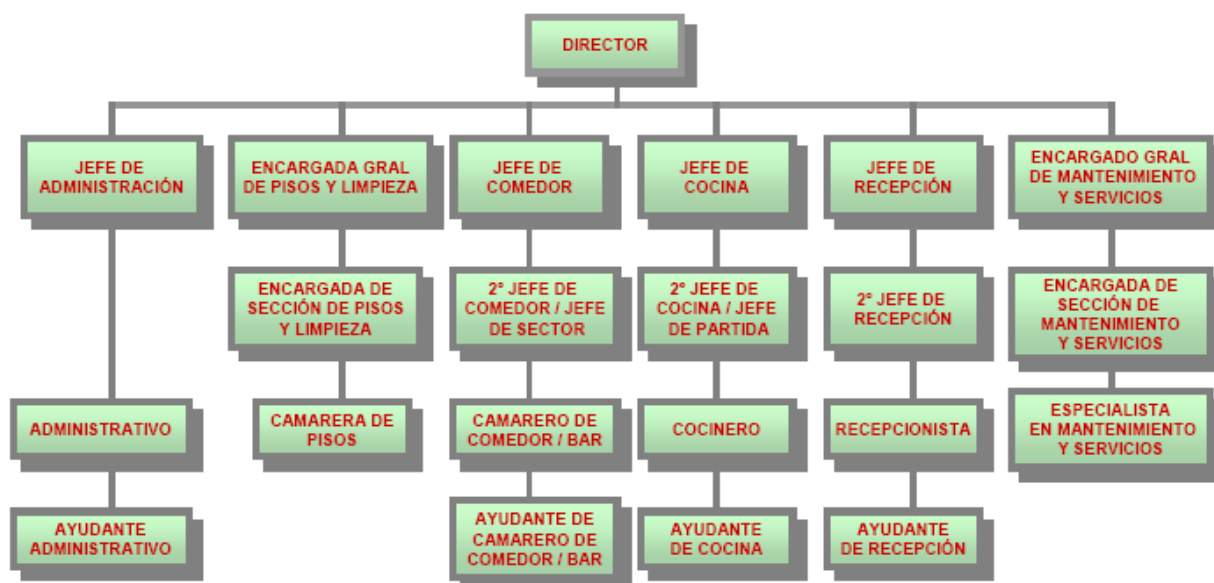 DIRECTOR
JEFE DE
ADMINISTRACIÓN
ENCARGADA GRAL
DE PISOS Y LIMPIEZA
JEFE DE
COMEDOR
JEFE DE
COCINA
JEFE DE
RECEPCIÓN
ENCARGADO GRAL
DE MANTENIMIENTO
Y SERVICIOS
ENCARGADA DE
SECCIÓN DE PISOS
Y LIMPIEZA
2º JEFE DE
COMEDOR / JEFE
DE SECTOR
2º JEFE DE
COCINA / JEFE
DE PARTIDA
2º JEFE DE
RECEPCIÓN
ENCARGADA DE
SECCIÓN DE
MANTENIMIENTO
Y SERVICIOS
ADMINISTRATIVO
CAMARERA DE
PISOS
CAMARERO DE
COMEDOR / BAR
COCINERO
RECEPCIONISTA
ESPECIALISTA
EN MANTENIMIENTO
Y SERVICIOS
AYUDANTE
ADMINISTRATIVO
AYUDANTE DE
CAMARERO DE
COMEDOR / BAR
AYUDANTE
DE COCINA
AYUDANTE
DE RECEPCIÓN